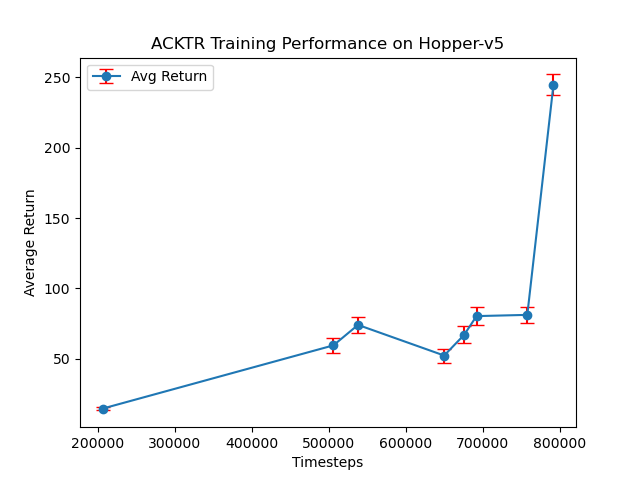 ACKTR Training Performance on Hopper-v5
Avg Return
250
200
150
100
50
Average Return
200000 300000 400000 500000 600000 700000 800000
Timesteps